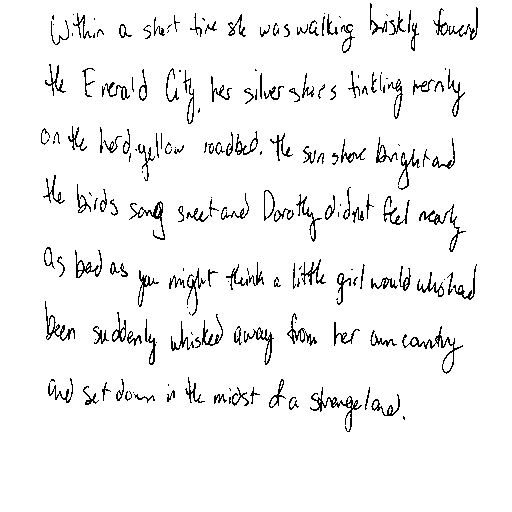 Within a short time she was walking briskly toward
the Emerald City, her silver shoes tinkling merrily
on the hard, yellow roadbed. The sun shone bright and
the birds sang sweet and Dorothy did not feel nearly
as bad as you might think a little girl would who had
been suddenly whisked away from her own country
and set down in the midst of a strange land.